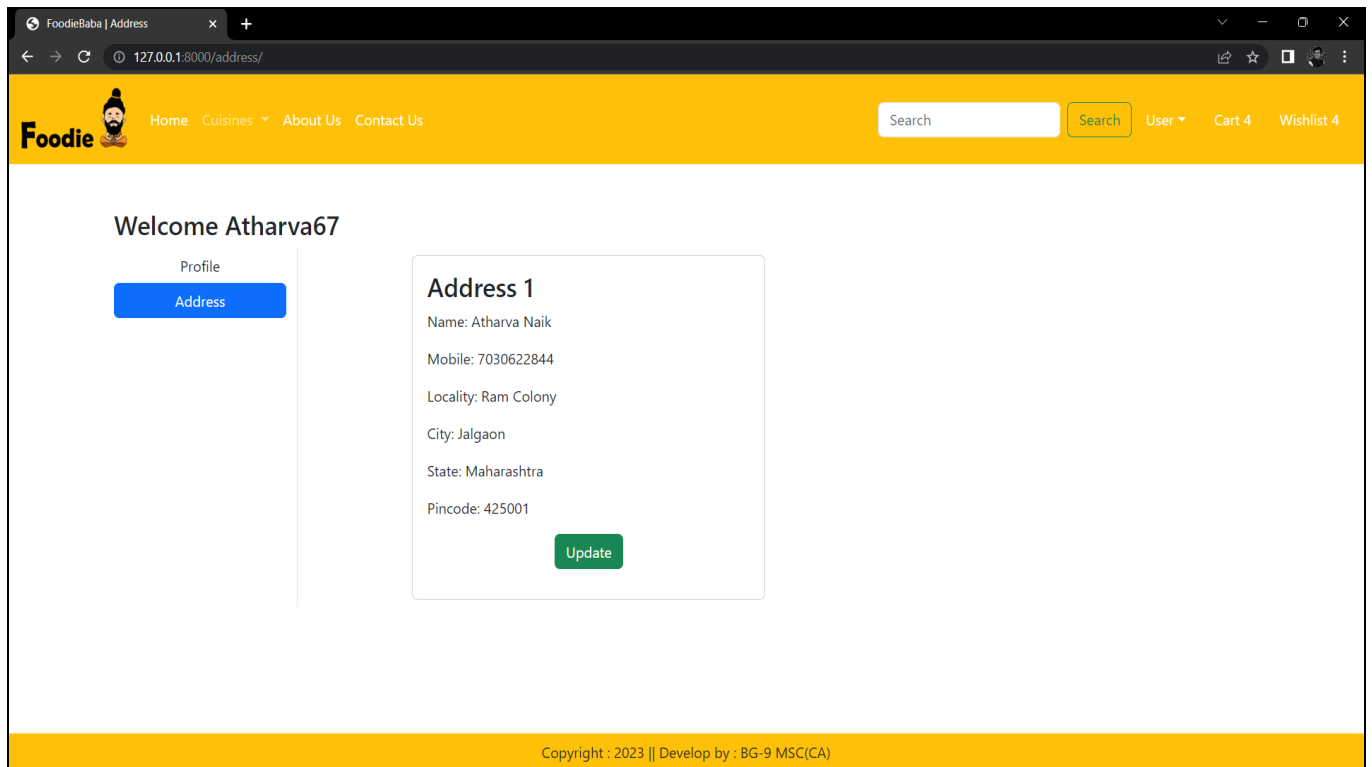 FoodieBaba | Address
127.0.0.1:8000/address/
Foodie
Home Cuisines About Us Contact Us Search Search User Cart 4 Wishlist 4
Welcome Atharva67
Profile
Address
Address 1
Name: Atharva Naik
Mobile: 7030622844
Locality: Ram Colony
City: Jalgaon
State: Maharashtra
Pincode: 425001
Update
Copyright : 2023 || Develop by : BG-9 MSC(CA)